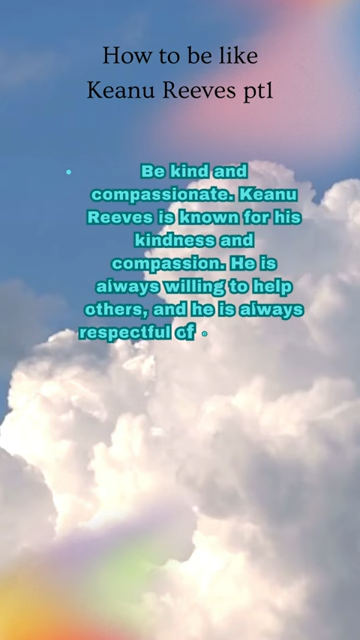 How to be like
Keanu Reeves pt1
• Be kind and
compassionate. Keanu
Reeves is known for his
kindness and
compassion. He is
always willing to help
others, and he is always
respectful of